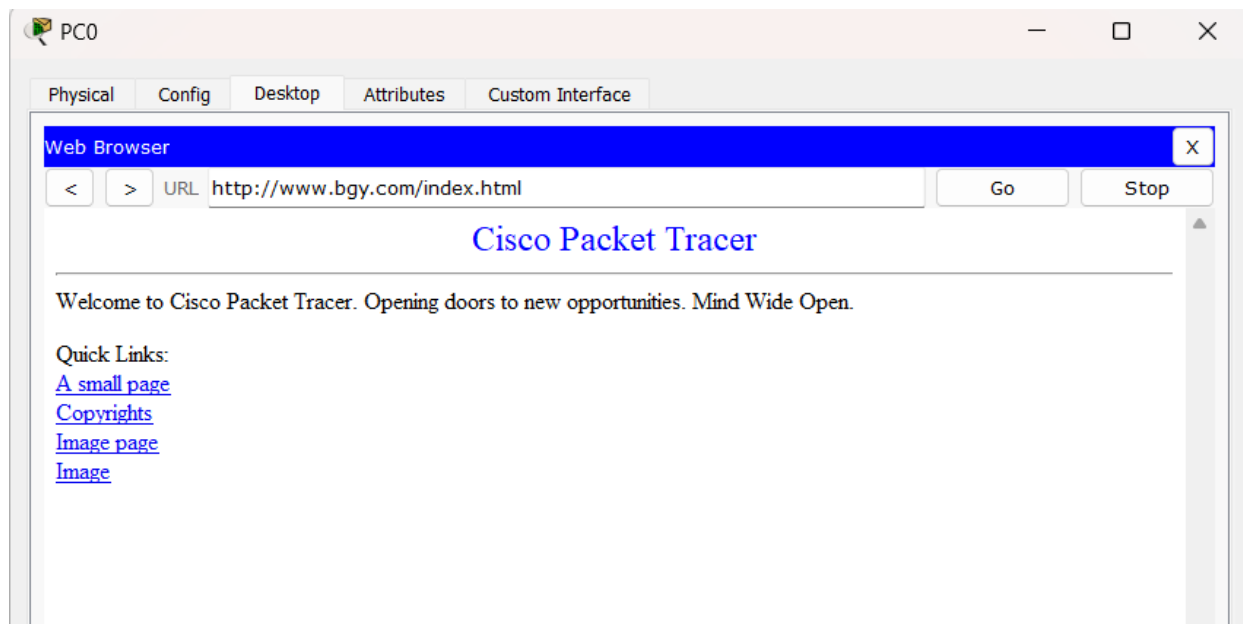 PC0
Physical Config Desktop Attributes Custom Interface
Web Browser X
< > URL http://www.bgy.com/index.html Go Stop
Cisco Packet Tracer
Welcome to Cisco Packet Tracer. Opening doors to new opportunities. Mind Wide Open.
Quick Links:
A small page
Copyrights
Image page
Image